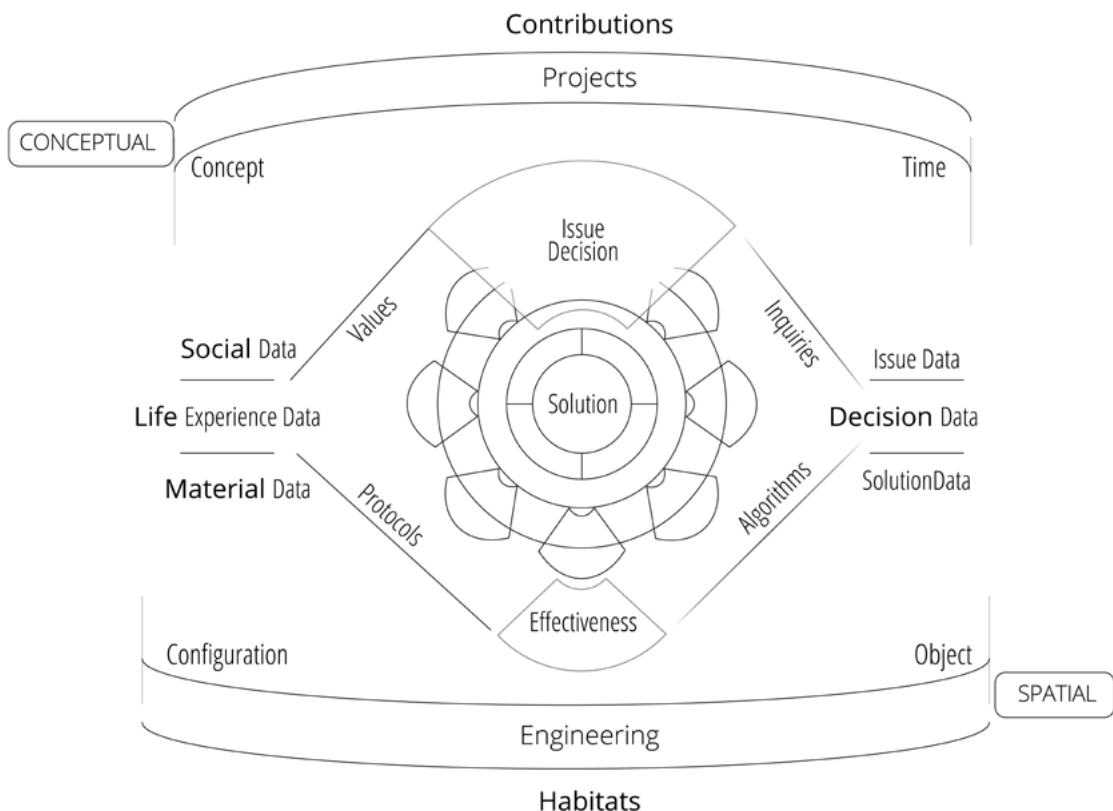 Contributions
Projects
CONCEPTUAL
Concept
Time
Issue
Decision
Values
Inquiries
Social Data
Issue Data
Life Experience Data
Solution
Decision Data
Material Data
SolutionData
Protocols
Algorithms
Effectiveness
Configuration
Object
SPATIAL
Engineering
Habitats